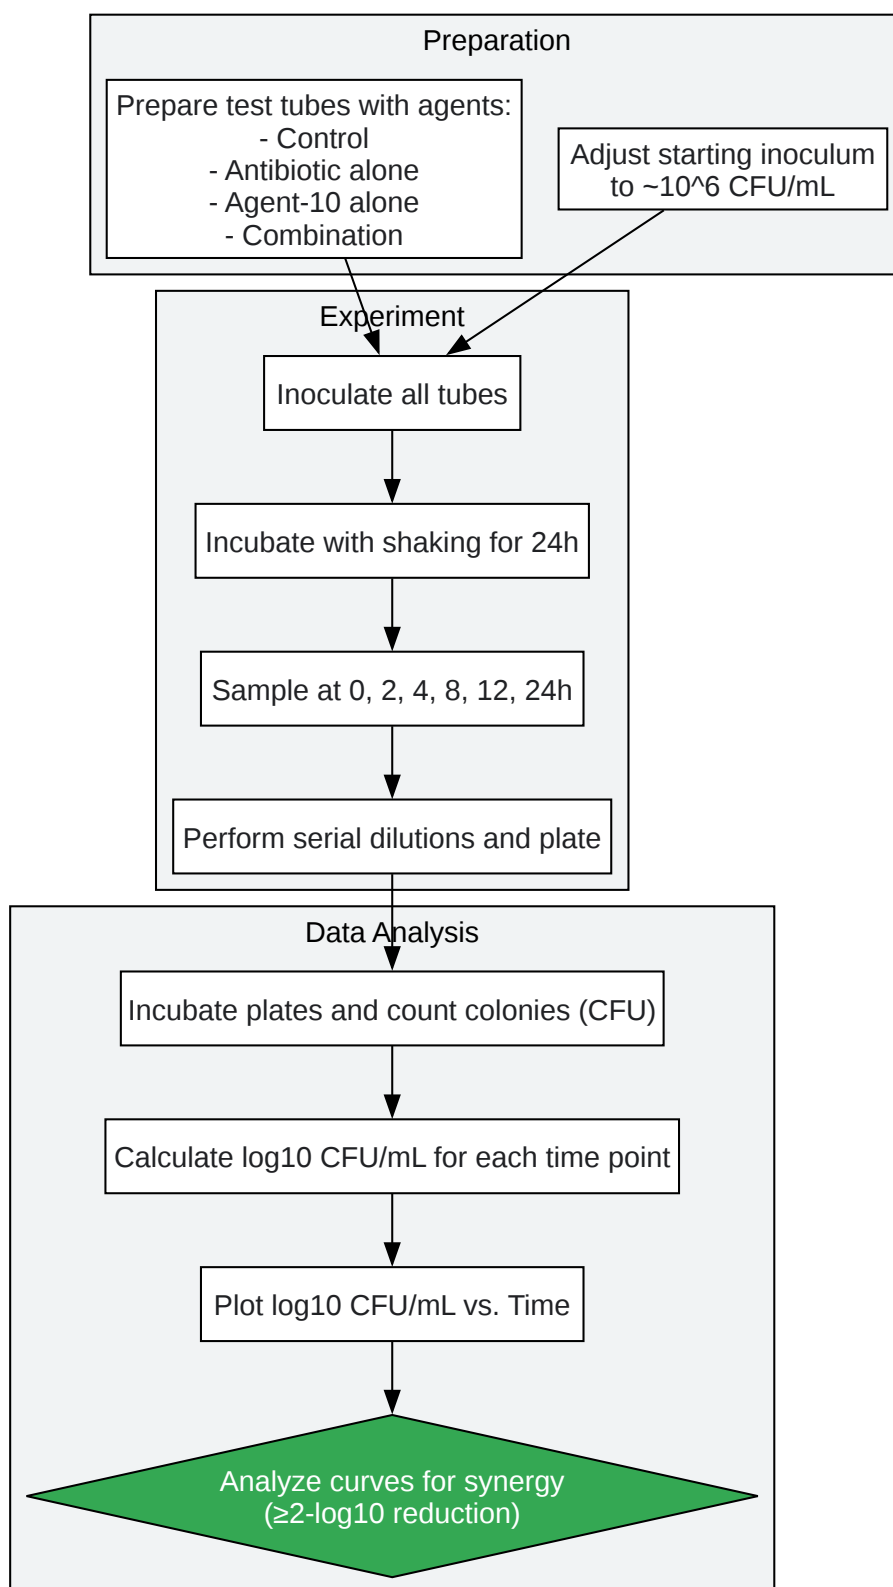 Preparation
Prepare test tubes with agents:
- Control
- Antibiotic alone
- Agent-10 alone
- Combination
Adjust starting inoculum
to ~10^6 CFU/mL
Experiment
Inoculate all tubes
Incubate with shaking for 24h
Sample at 0, 2, 4, 8, 12, 24h
Perform serial dilutions and plate
Data Analysis
Incubate plates and count colonies (CFU)
Calculate log10 CFU/mL for each time point
Plot log10 CFU/mL vs. Time
Analyze curves for synergy
(≥2-log10 reduction)